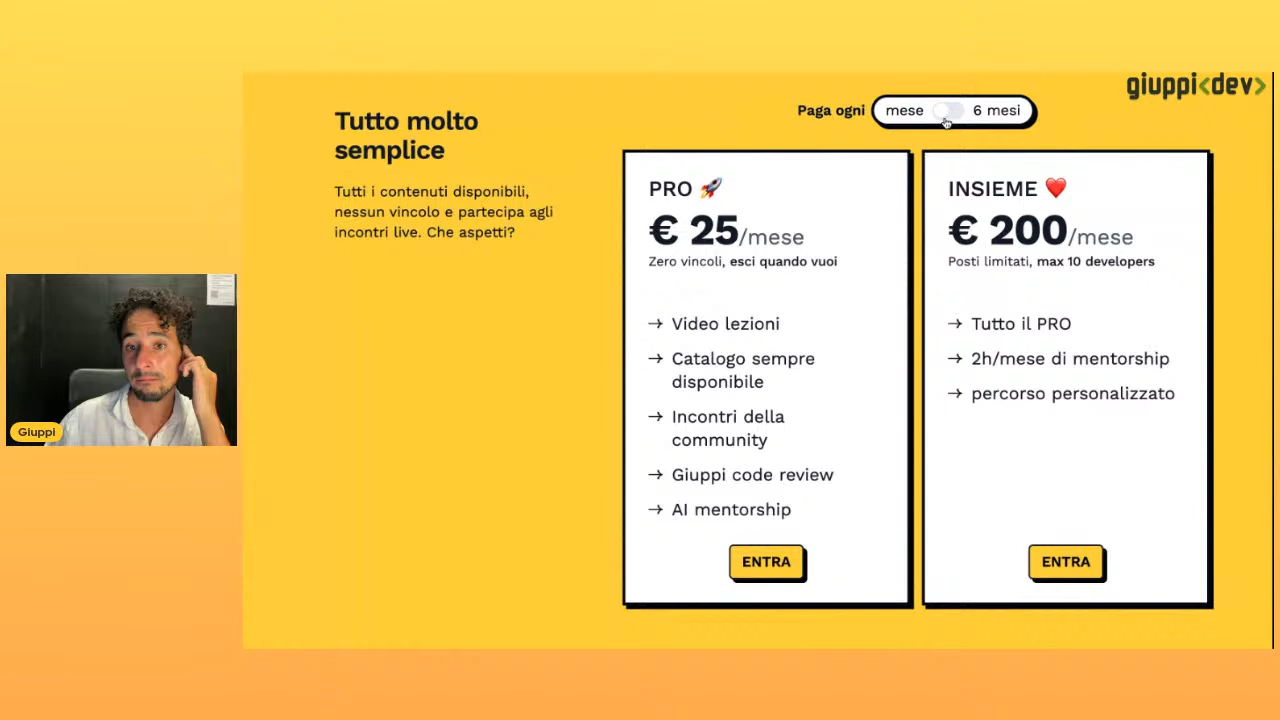 giuppi<dev>
Tutto molto
semplice
Tutti i contenuti disponibili,
nessun vincolo e partecipa agli
incontri live. Che aspetti?
Paga ogni mese 6 mesi
PRO 🚀
€ 25/mese
Zero vincoli, esci quando vuoi
→ Video lezioni
→ Catalogo sempre
disponibile
→ Incontri della
community
→ Giuppi code review
→ AI mentorship
ENTRA
INSIEME ❤️
€ 200/mese
Posti limitati, max 10 developers
→ Tutto il PRO
→ 2h/mese di mentorship
→ percorso personalizzato
ENTRA
Giuppi